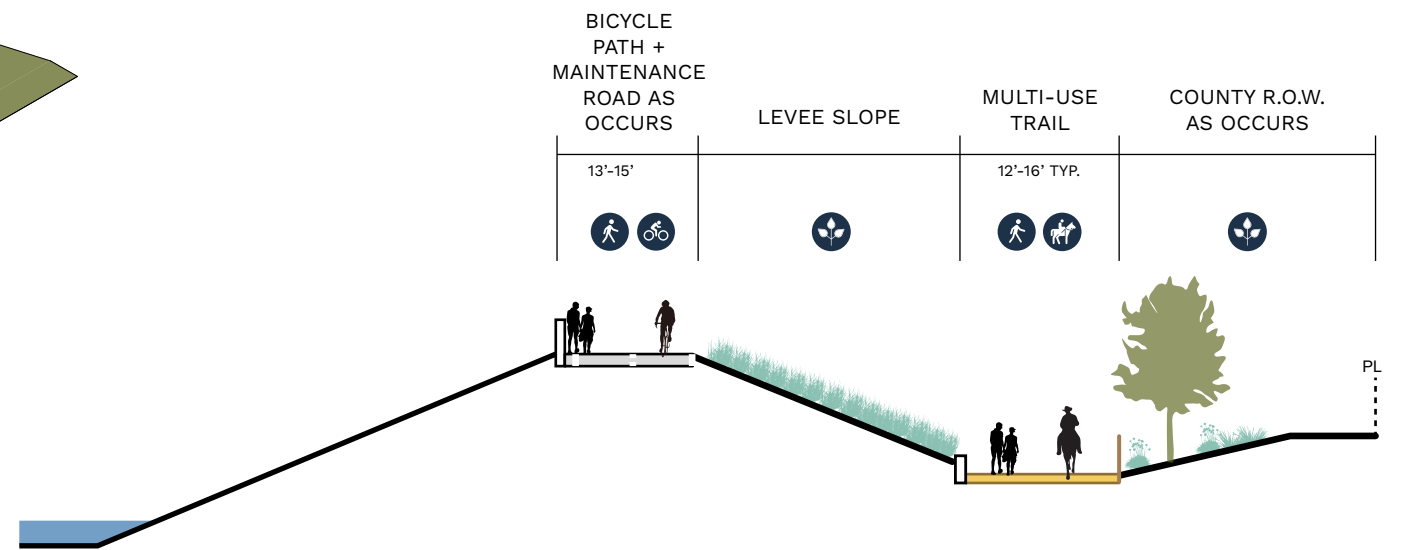 BICYCLE
PATH +
MAINTENANCE
ROAD AS
OCCURS
LEVEE SLOPE
MULTI-USE
TRAIL
COUNTY R.O.W.
AS OCCURS
13’-15’
12’-16’ TYP.
PL